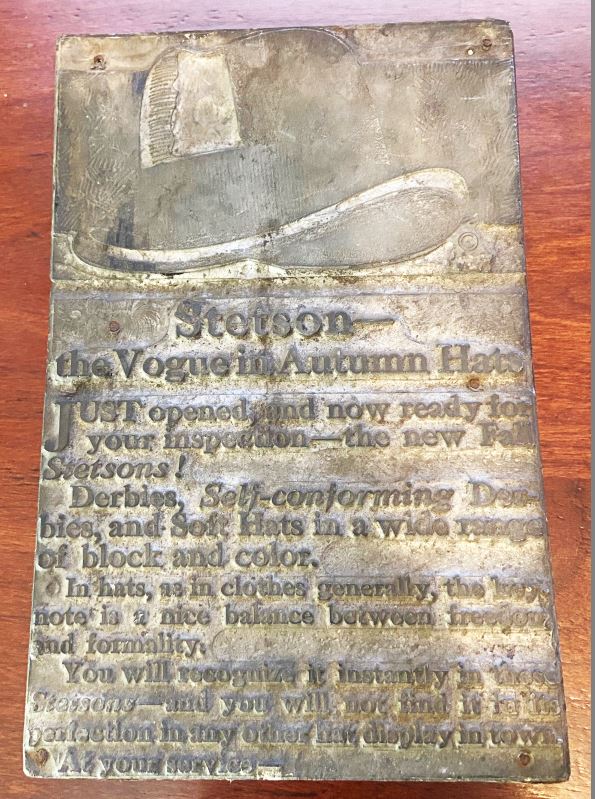 Stetson—
the Vogue in Autumn Hats
JUST opened, and now ready for
your inspection—the new Fall
Stetsons!
Derbies, Self-conforming Der-
bies, and Soft Hats in a wide range
of block and color.
In hats, as in clothes generally, the key-
note is a nice balance between freedom
and formality.
You will recognize it instantly in these
Stetsons—and you will not find it in its
perfection in any other hat display in town.
At your service—